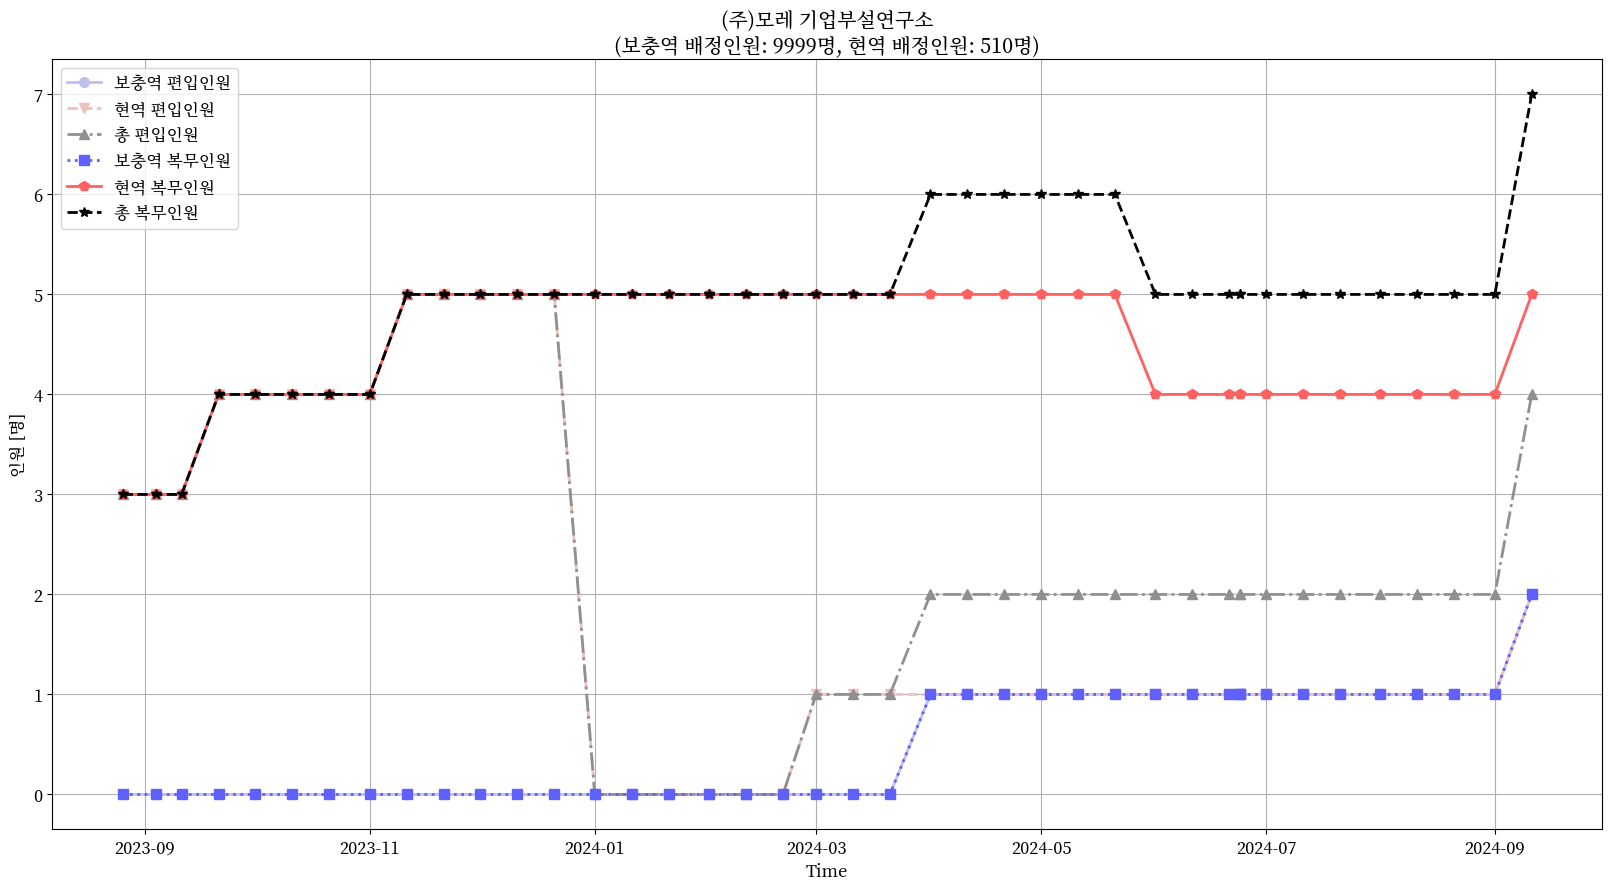 (주)모레 기업부설연구소
(보충역 배정인원: 9999명, 현역 배정인원: 510명)
보충역 편입인원
현역 편입인원
총 편입인원
보충역 복무인원
현역 복무인원
총 복무인원
7
6
5
4
3
2
1
0
인원 [명]
2023-09
2023-11
2024-01
2024-03
2024-05
2024-07
2024-09
Time